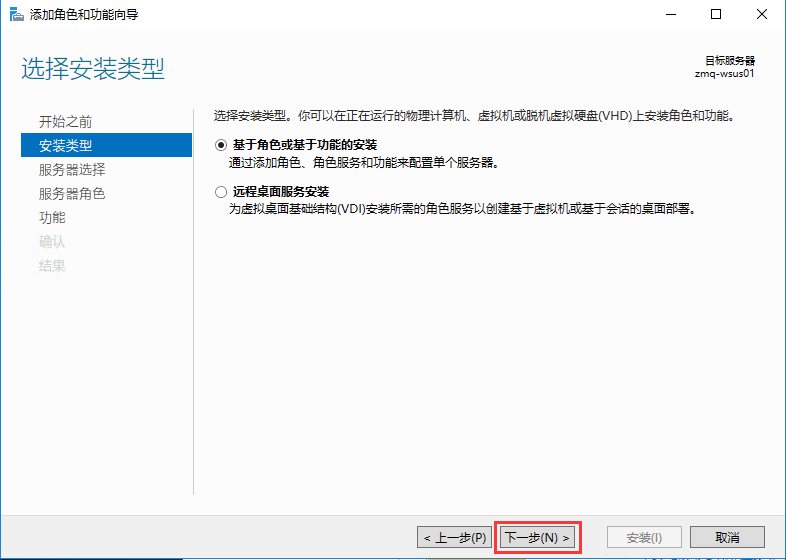 添加角色和功能向导
选择安装类型
目标服务器
zmq-wsus01
开始之前
安装类型
服务器选择
服务器角色
功能
确认
结果
选择安装类型。你可以在正在运行的物理计算机、虚拟机或脱机虚拟硬盘(VHD)上安装角色和功能。
基于角色或基于功能的安装
通过添加角色、角色服务和功能来配置单个服务器。
远程桌面服务安装
为虚拟桌面基础结构(VDI)安装所需的角色服务以创建基于虚拟机或基于会话的桌面部署。
< 上一步(P)
下一步(N) >
安装(I)
取消